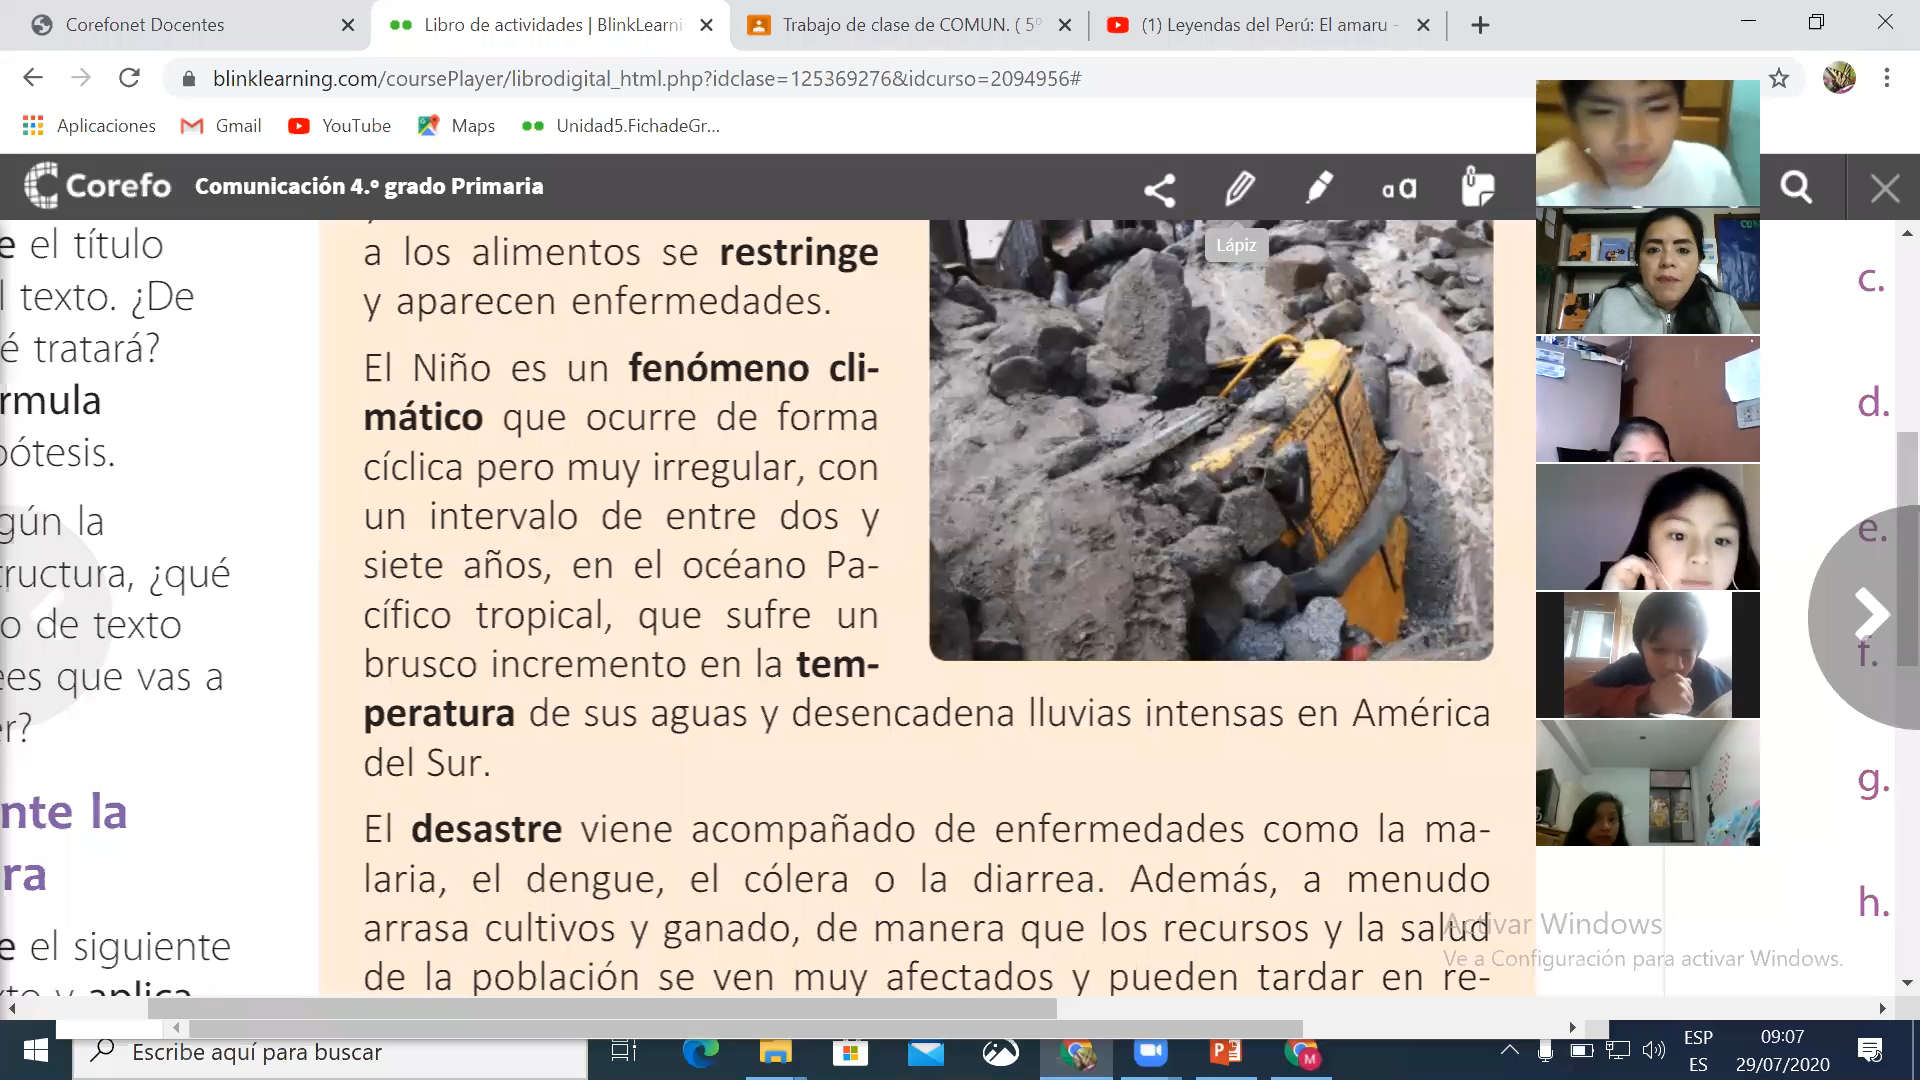 Corefonet Docentes
Libro de actividades | BlinkLearni
Trabajo de clase de COMUN. ( 5°
(1) Leyendas del Perú: El amaru -
blinklearning.com/coursePlayer/librodigital_html.php?idclase=125369276&idcurso=2094956#
Aplicaciones
Gmail
YouTube
Maps
Unidad5.FichadeGr...
Corefo
Comunicación 4.° grado Primaria
a a
Lápiz
e el título
l texto. ¿De
é tratará?
rmula
pótesis.
gún la
tructura, ¿qué
o de texto
ees que vas a
er?
nte la
ra
e el siguiente
xto y aplica
a los alimentos se restringe
y aparecen enfermedades.
El Niño es un fenómeno cli-
mático que ocurre de forma
cíclica pero muy irregular, con
un intervalo de entre dos y
siete años, en el océano Pa-
cífico tropical, que sufre un
brusco incremento en la tem-
peratura de sus aguas y desencadena lluvias intensas en América
del Sur.
El desastre viene acompañado de enfermedades como la ma-
laria, el dengue, el cólera o la diarrea. Además, a menudo
arrasa cultivos y ganado, de manera que los recursos y la salud
de la población se ven muy afectados y pueden tardar en re-
c.
d.
e.
f.
g.
h.
Activar Windows
Ve a Configuración para activar Windows.
Escribe aquí para buscar
ESP
ES
09:07
29/07/2020